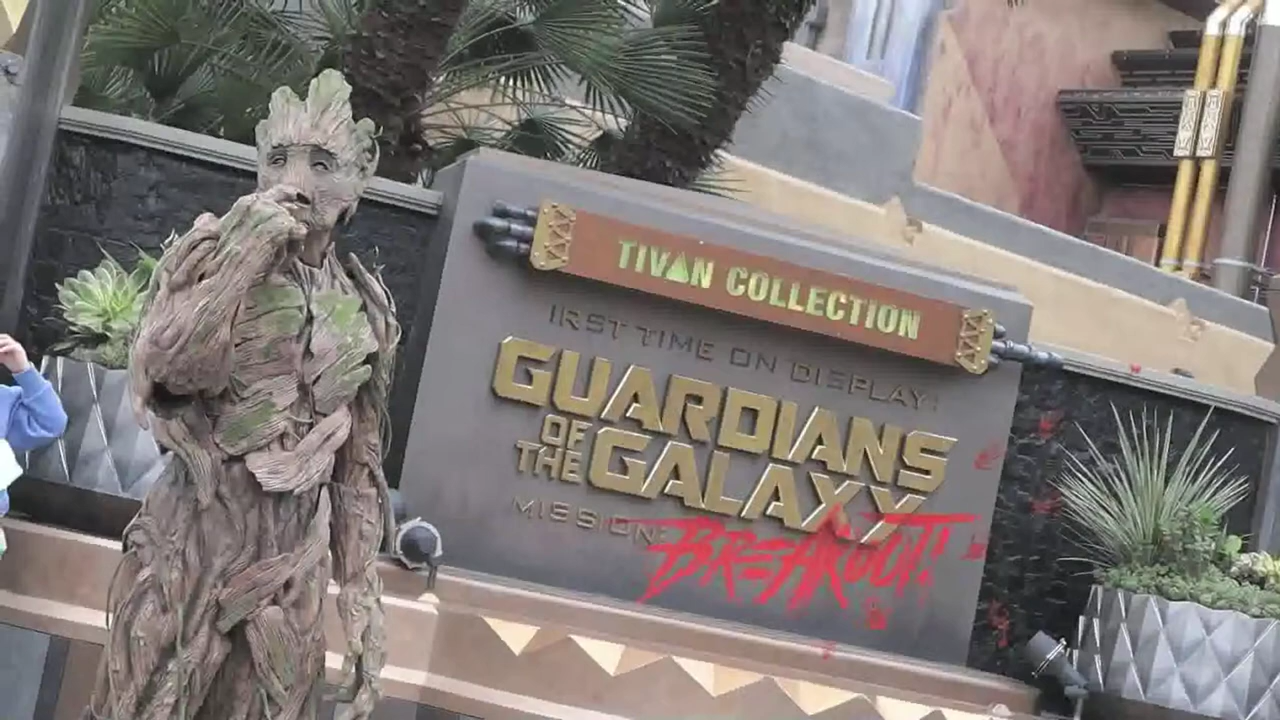 TIVAN COLLECTION
IRST TIME ON DISPLAY!
GUARDIANS
OF
THE GALAXY
MISSION:
BREAKOUT!